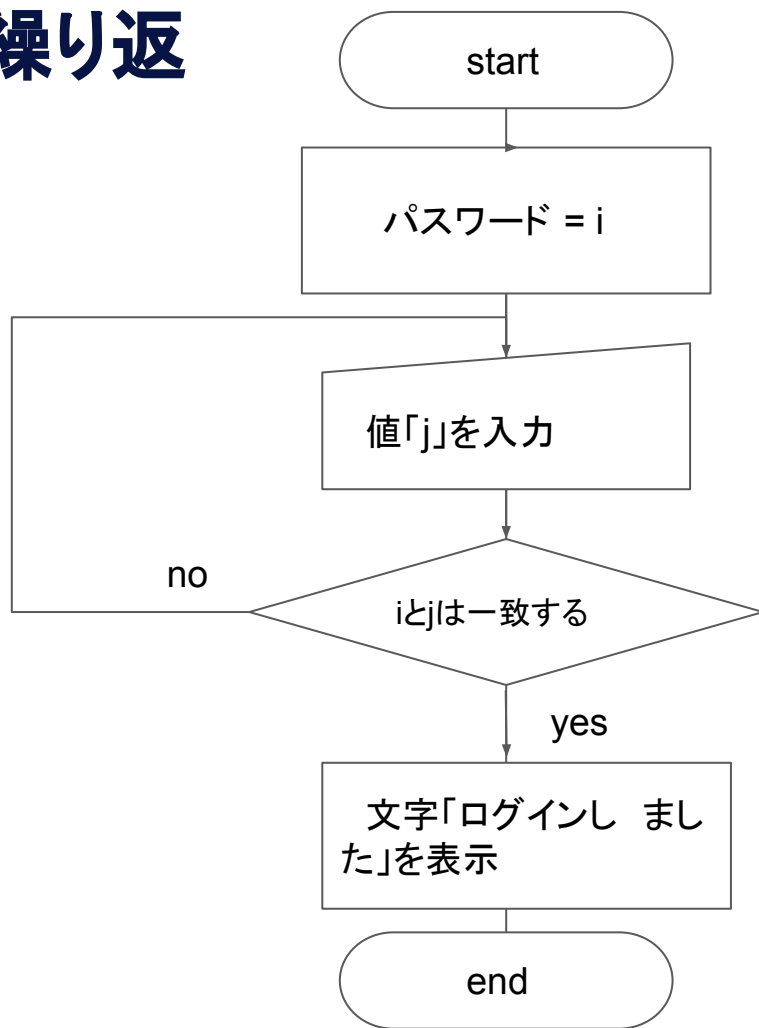 繰り返
start
パスワード = i
値「j」を入力
no
iとjは一致する
yes
文字「ログインし まし
た」を表示
end